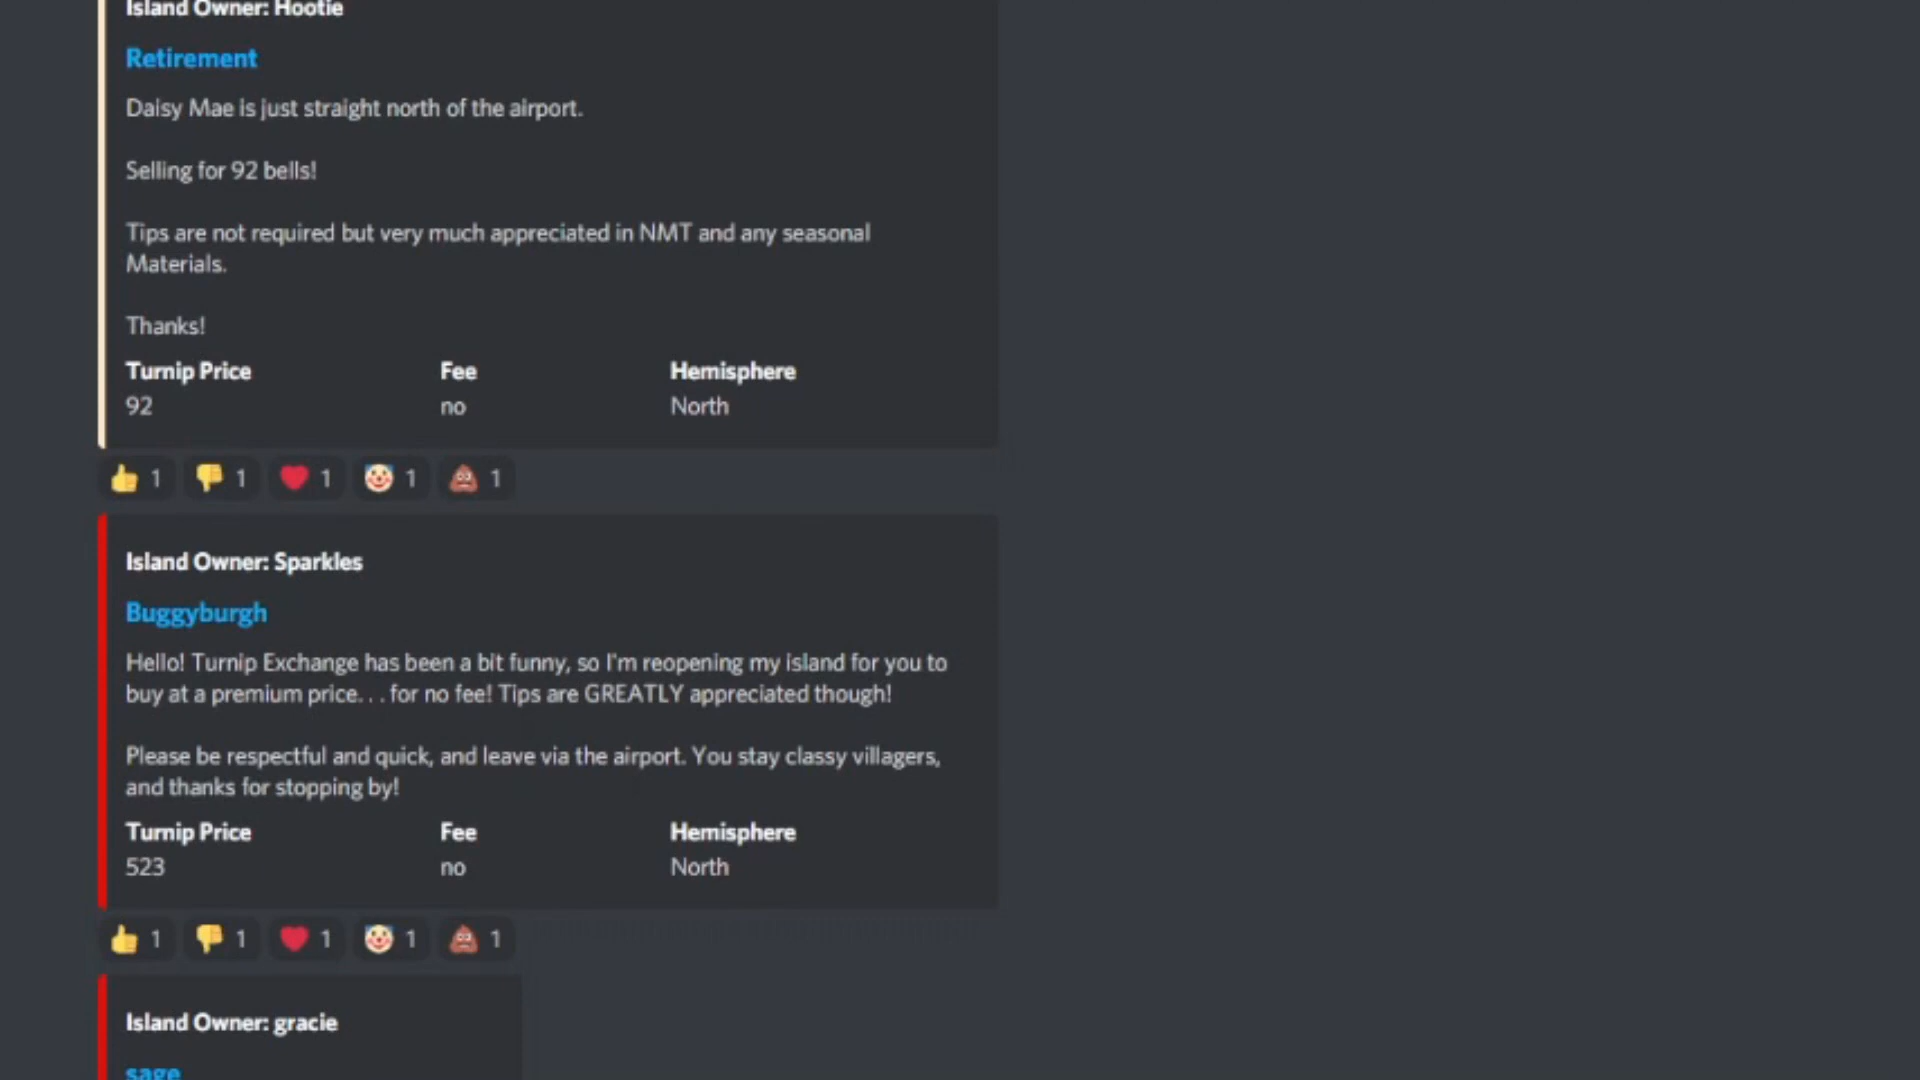 Island Owner: Hootie
Retirement
Daisy Mae is just straight north of the airport.
Selling for 92 bells!
Tips are not required but very much appreciated in NMT and any seasonal
Materials.
Thanks!
Turnip Price Fee Hemisphere
92 no North
1 1 1 1 1
Island Owner: Sparkles
Buggyburgh
Hello! Turnip Exchange has been a bit funny, so I'm reopening my island for you to
buy at a premium price. . . for no fee! Tips are GREATLY appreciated though!
Please be respectful and quick, and leave via the airport. You stay classy villagers,
and thanks for stopping by!
Turnip Price Fee Hemisphere
523 no North
1 1 1 1 1
Island Owner: gracie
sage